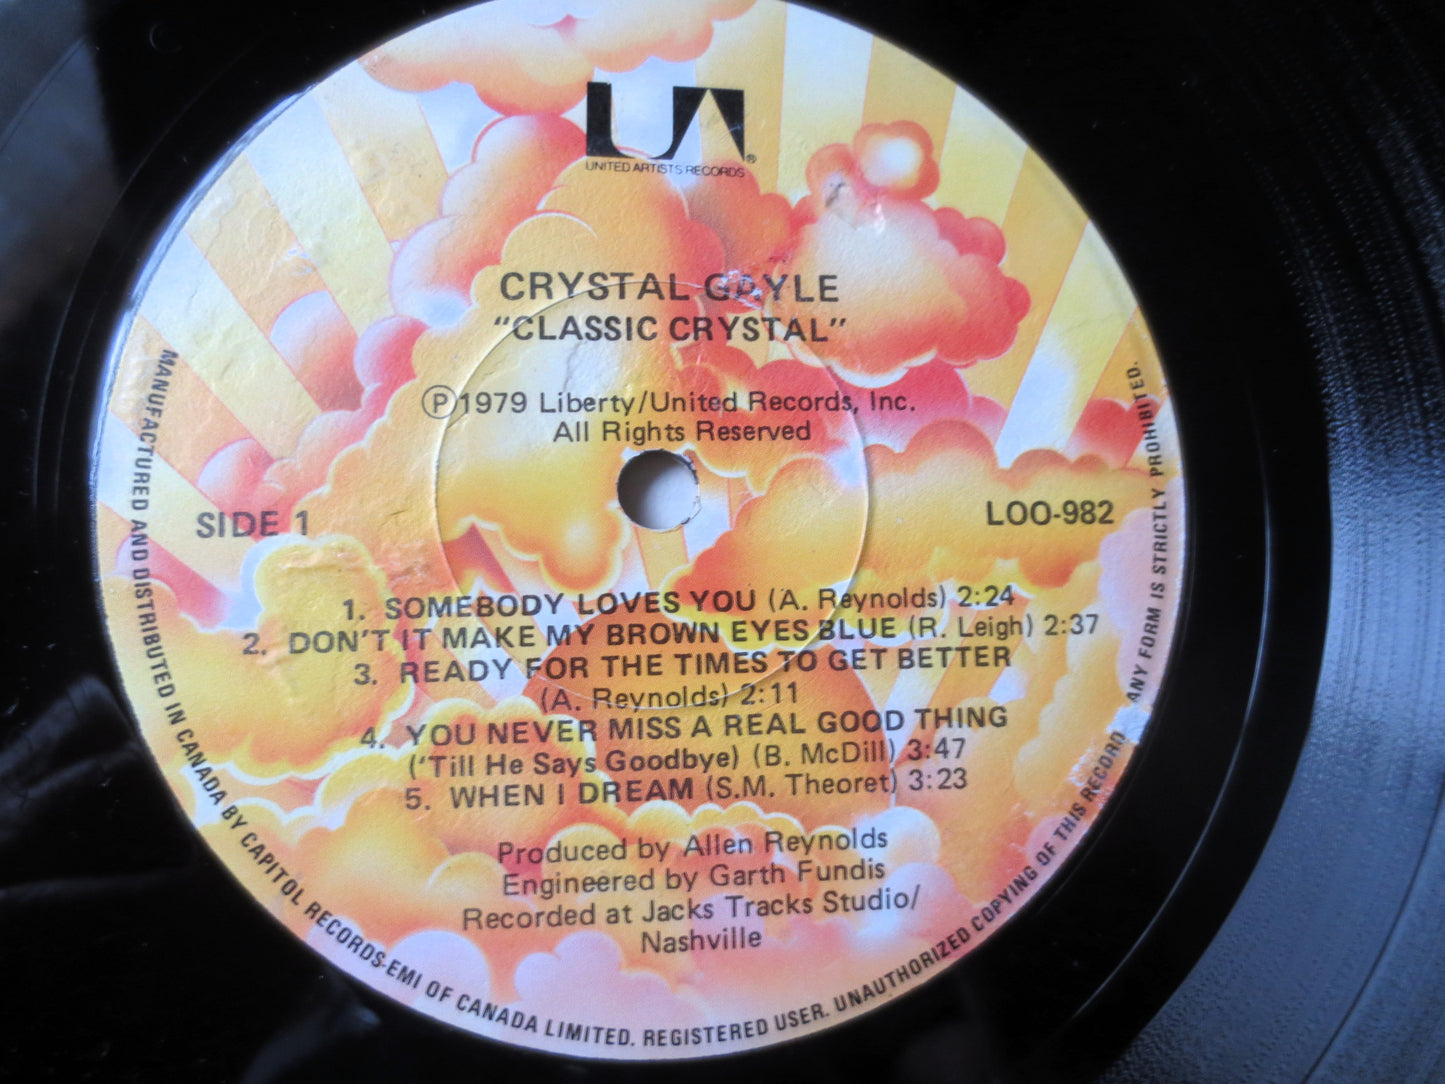 UA®
UNITED ARTISTS RECORDS
CRYSTAL GAYLE
"CLASSIC CRYSTAL"
Ⓟ1979 Liberty/United Records, Inc.
All Rights Reserved
SIDE 1
LOO-982
1. SOMEBODY LOVES YOU (A. Reynolds) 2:24
2. DON'T IT MAKE MY BROWN EYES BLUE (R. Leigh) 2:37
3. READY FOR THE TIMES TO GET BETTER
(A. Reynolds) 2:11
4. YOU NEVER MISS A REAL GOOD THING
('Till He Says Goodbye) (B. McDill) 3:47
5. WHEN I DREAM (S.M. Theoret) 3:23
Produced by Allen Reynolds
Engineered by Garth Fundis
Recorded at Jacks Tracks Studio/
Nashville
MANUFACTURED AND DISTRIBUTED IN CANADA BY CAPITOL RECORDS-EMI OF CANADA LIMITED. REGISTERED USER. UNAUTHORIZED COPYING OF THIS RECORD ANY FORM IS STRICTLY PROHIBITED.